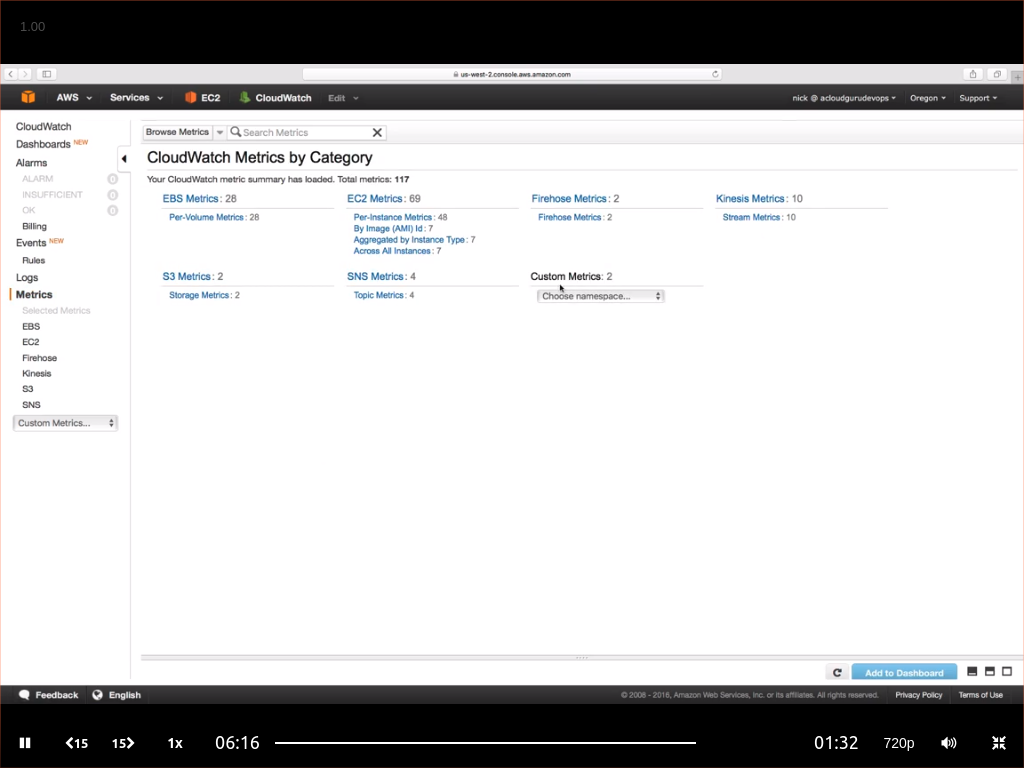 1.00
us-west-2.console.aws.amazon.com
AWS Services EC2 CloudWatch Edit nick @ acloudgurudevops Oregon Support
CloudWatch
Dashboards NEW
Alarms
ALARM 0
INSUFFICIENT 0
OK 0
Billing
Events NEW
Rules
Logs
Metrics
Selected Metrics
EBS
EC2
Firehose
Kinesis
S3
SNS
Custom Metrics...
Browse Metrics Search Metrics
CloudWatch Metrics by Category
Your CloudWatch metric summary has loaded. Total metrics: 117
EBS Metrics: 28
Per-Volume Metrics: 28
EC2 Metrics: 69
Per-Instance Metrics: 48
By Image (AMI) Id: 7
Aggregated by Instance Type: 7
Across All Instances: 7
Firehose Metrics: 2
Firehose Metrics: 2
Kinesis Metrics: 10
Stream Metrics: 10
S3 Metrics: 2
Storage Metrics: 2
SNS Metrics: 4
Topic Metrics: 4
Custom Metrics: 2
Choose namespace...
Add to Dashboard
Feedback English © 2008 - 2016, Amazon Web Services, Inc. or its affiliates. All rights reserved. Privacy Policy Terms of Use
15 15 1x 06:16 01:32 720p